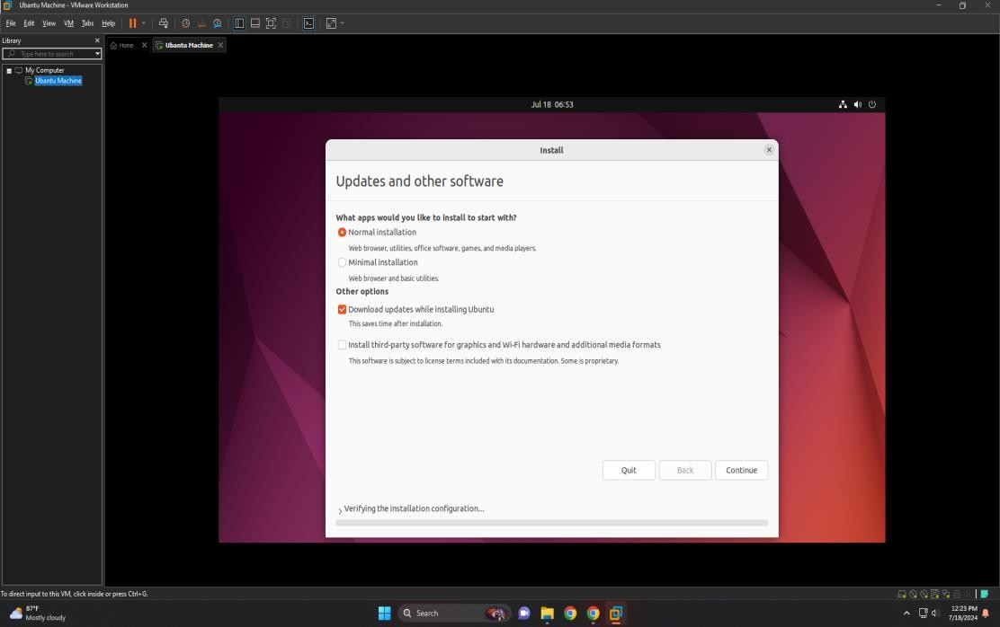 Ubantu Machine - VMware Workstation
File Edit View VM Tabs Help
Library
Type here to search
My Computer
Ubantu Machine
Home
Ubantu Machine
Jul 18 06:53
Install
Updates and other software
What apps would you like to install to start with?
Normal installation
Web browser, utilities, office software, games, and media players.
Minimal installation
Web browser and basic utilities.
Other options
Download updates while installing Ubuntu
This saves time after installation.
Install third-party software for graphics and Wi-Fi hardware and additional media formats
This software is subject to license terms included with its documentation. Some is proprietary.
Quit Back Continue
Verifying the installation configuration...
To direct input to this VM, click inside or press Ctrl+G.
87°F
Mostly cloudy
Search
12:23 PM
7/18/2024